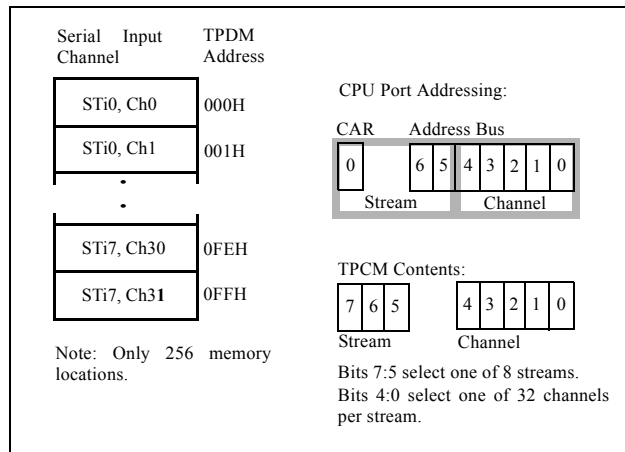 Serial Input Channel
TPDM Address
STi0, Ch0 000H
STi0, Ch1 001H
STi7, Ch30 0FEH
STi7, Ch31 0FFH
Note: Only 256 memory
locations.
CPU Port Addressing:
CAR Address Bus
0 6 5 4 3 2 1 0
Stream Channel
TPCM Contents:
7 6 5 4 3 2 1 0
Stream Channel
Bits 7:5 select one of 8 streams.
Bits 4:0 select one of 32 channels
per stream.